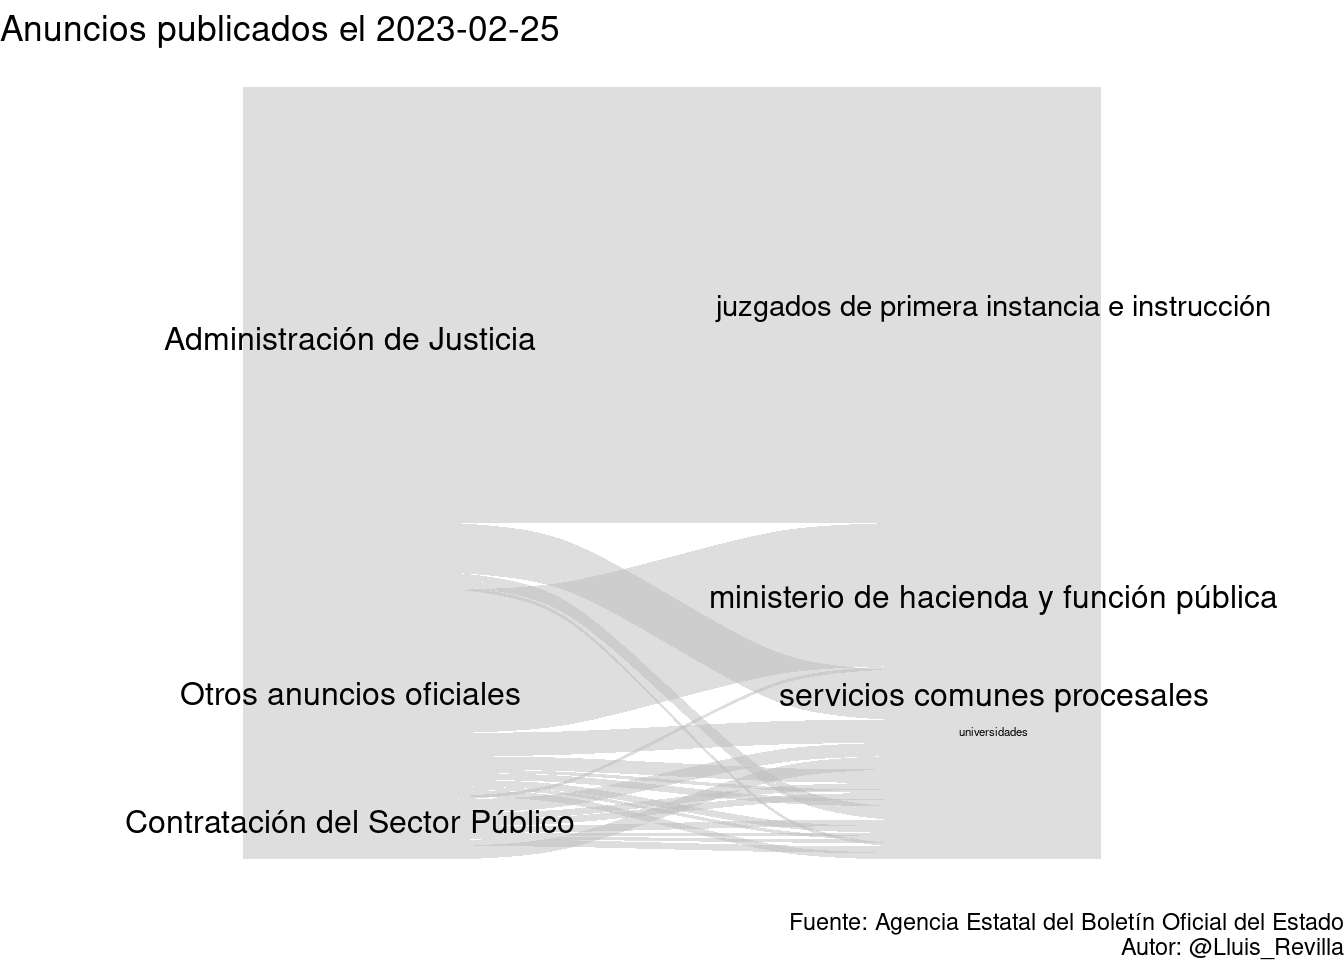 Anuncios publicados el 2023-02-25
juzgados de primera instancia e instrucción
Administración de Justicia
ministerio de hacienda y función pública
Otros anuncios oficiales
servicios comunes procesales
universidades
Contratación del Sector Público
Fuente: Agencia Estatal del Boletín Oficial del Estado
Autor: @Lluis_Revilla